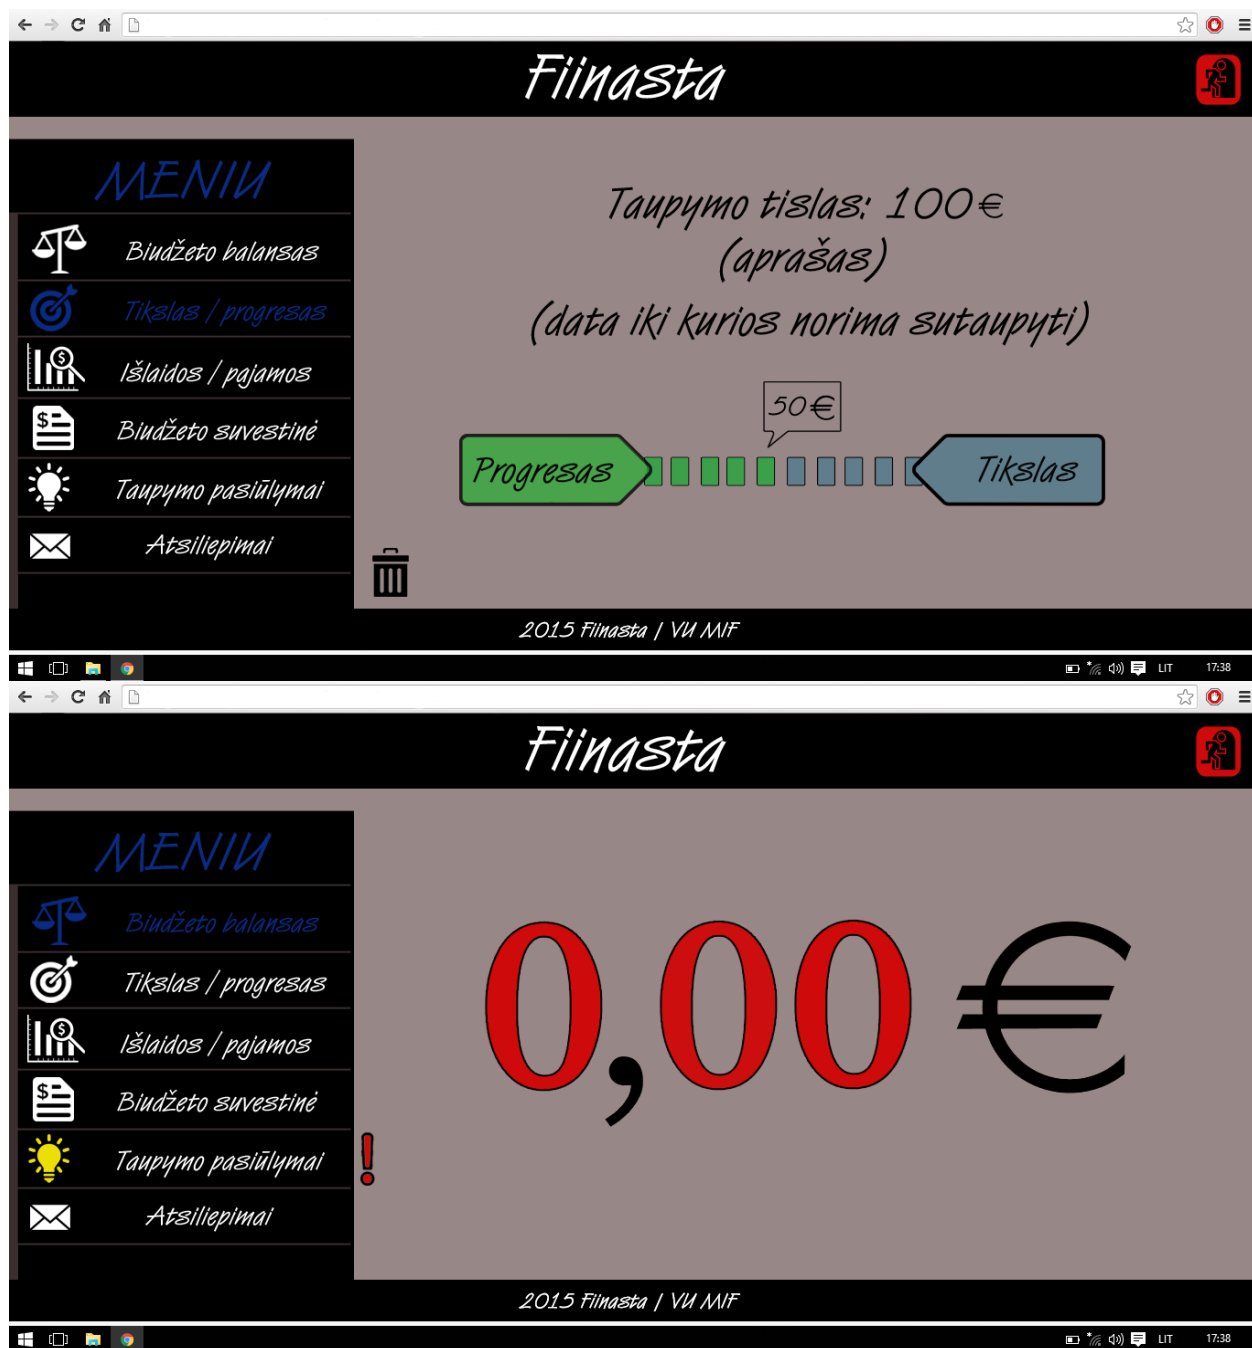 Fiinasta
MENIU
Biudžeto balansas
Tikslas / progresas
Išlaidos / pajamos
Biudžeto suvestinė
Taupymo pasiūlymai
Atsiliepimai
Taupymo tislas: 100€
(aprašas)
(data iki kurios norima sutaupyti)
50€
Progresas
Tikslas
2015 Fiinasta / VU MIF
LIT 17:38
Fiinasta
MENIU
Biudžeto balansas
Tikslas / progresas
Išlaidos / pajamos
Biudžeto suvestinė
Taupymo pasiūlymai
!
Atsiliepimai
0,00 €
2015 Fiinasta / VU MIF
LIT 17:38